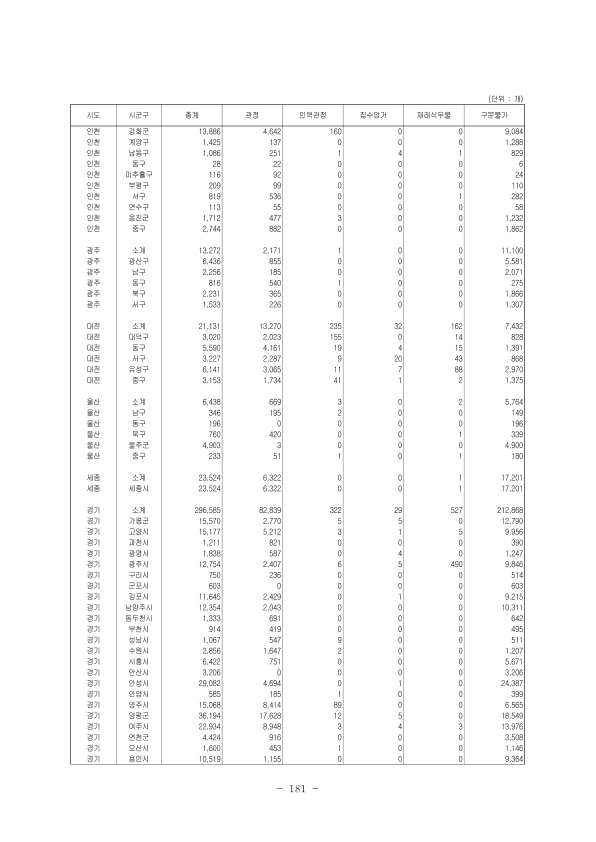 (단위 : 개)
시도 시군구 총계 관정 인력관정 집수암거 재래식우물 구분불가
인천 강화군 13,886 4,642 160 0 0 9,084
인천 계양구 1,425 137 0 0 0 1,288
인천 남동구 1,086 251 1 4 1 829
인천 동구 28 22 0 0 0 6
인천 미추홀구 116 92 0 0 0 24
인천 부평구 209 99 0 0 0 110
인천 서구 819 536 0 0 1 282
인천 연수구 113 55 0 0 0 58
인천 옹진군 1,712 477 3 0 0 1,232
인천 중구 2,744 882 0 0 0 1,862
광주 소계 13,272 2,171 1 0 0 11,100
광주 광산구 6,436 855 0 0 0 5,581
광주 남구 2,256 185 0 0 0 2,071
광주 동구 816 540 1 0 0 275
광주 북구 2,231 365 0 0 0 1,866
광주 서구 1,533 226 0 0 0 1,307
대전 소계 21,131 13,270 235 32 162 7,432
대전 대덕구 3,020 2,023 155 0 14 828
대전 동구 5,590 4,161 19 4 15 1,391
대전 서구 3,227 2,287 9 20 43 868
대전 유성구 6,141 3,065 11 7 88 2,970
대전 중구 3,153 1,734 41 1 2 1,375
울산 소계 6,438 669 3 0 2 5,764
울산 남구 346 195 2 0 0 149
울산 동구 196 0 0 0 0 196
울산 북구 760 420 0 0 1 339
울산 울주군 4,903 3 0 0 0 4,900
울산 중구 233 51 1 0 1 180
세종 소계 23,524 6,322 0 0 1 17,201
세종 세종시 23,524 6,322 0 0 1 17,201
경기 소계 296,585 82,839 322 29 527 212,868
경기 가평군 15,570 2,770 5 5 0 12,790
경기 고양시 15,177 5,212 3 1 5 9,956
경기 과천시 1,211 821 0 0 0 390
경기 광명시 1,838 587 0 4 0 1,247
경기 광주시 12,754 2,407 6 5 490 9,846
경기 구리시 750 236 0 0 0 514
경기 군포시 603 0 0 0 0 603
경기 김포시 11,645 2,429 0 1 0 9,215
경기 남양주시 12,354 2,043 0 0 0 10,311
경기 동두천시 1,333 691 0 0 0 642
경기 부천시 914 419 0 0 0 495
경기 성남시 1,067 547 9 0 0 511
경기 수원시 2,856 1,647 2 0 0 1,207
경기 시흥시 6,422 751 0 0 0 5,671
경기 안산시 3,206 0 0 0 0 3,206
경기 안성시 29,082 4,694 0 1 0 24,387
경기 안양시 585 185 1 0 0 399
경기 양주시 15,068 8,414 89 0 0 6,565
경기 양평군 36,194 17,628 12 5 0 18,549
경기 여주시 22,934 8,948 3 4 3 13,976
경기 연천군 4,424 916 0 0 0 3,508
경기 오산시 1,600 453 1 0 0 1,146
경기 용인시 10,519 1,155 0 0 0 9,364
- 181 -